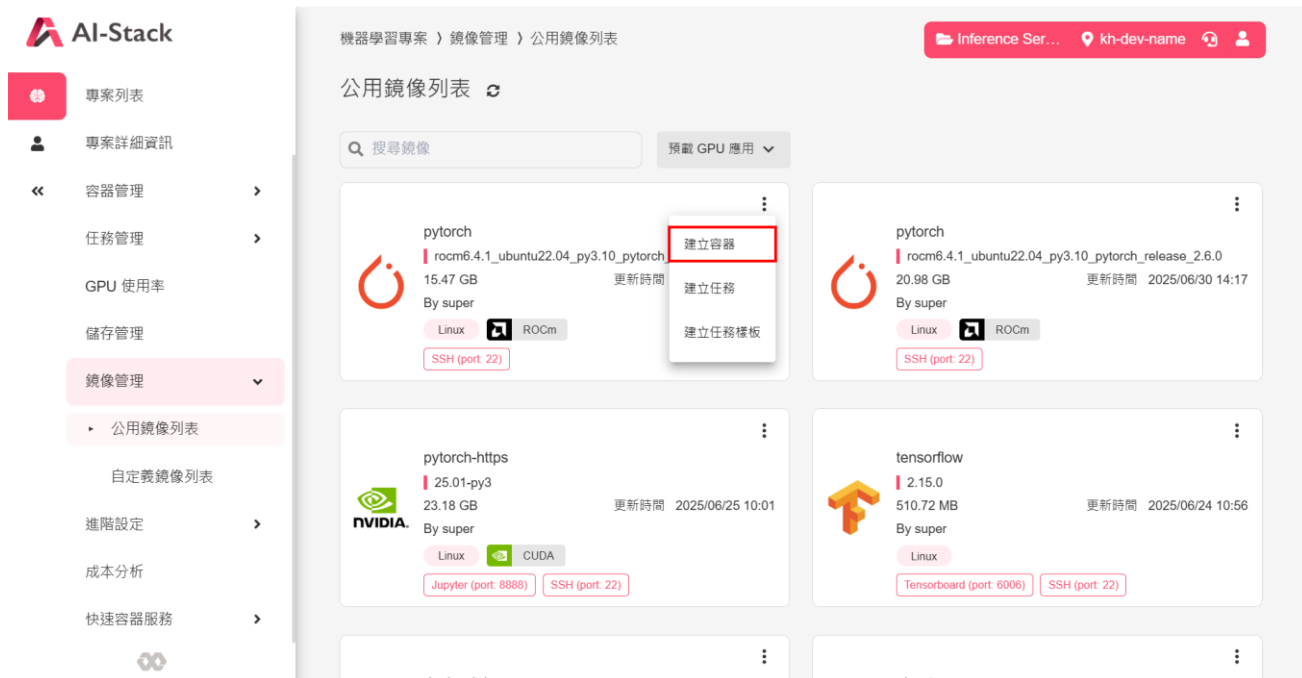 AI-Stack
機器學習專案 ❯ 鏡像管理 ❯ 公用鏡像列表
Inference Ser...
kh-dev-name
公用鏡像列表
專案列表
專案詳細資訊
容器管理
任務管理
GPU 使用率
儲存管理
鏡像管理
公用鏡像列表
自定義鏡像列表
進階設定
成本分析
快速容器服務
搜尋鏡像
預載 GPU 應用
pytorch
rocm6.4.1_ubuntu22.04_py3.10_pytorch_
15.47 GB
更新時間
By super
Linux
ROCm
SSH (port: 22)
建立容器
建立任務
建立任務樣板
pytorch
rocm6.4.1_ubuntu22.04_py3.10_pytorch_release_2.6.0
20.98 GB
更新時間 2025/06/30 14:17
By super
Linux
ROCm
SSH (port: 22)
NVIDIA.
pytorch-https
25.01-py3
23.18 GB
更新時間 2025/06/25 10:01
By super
Linux
CUDA
Jupyter (port: 8888)
SSH (port: 22)
tensorflow
2.15.0
510.72 MB
更新時間 2025/06/24 10:56
By super
Linux
Tensorboard (port: 6006)
SSH (port: 22)